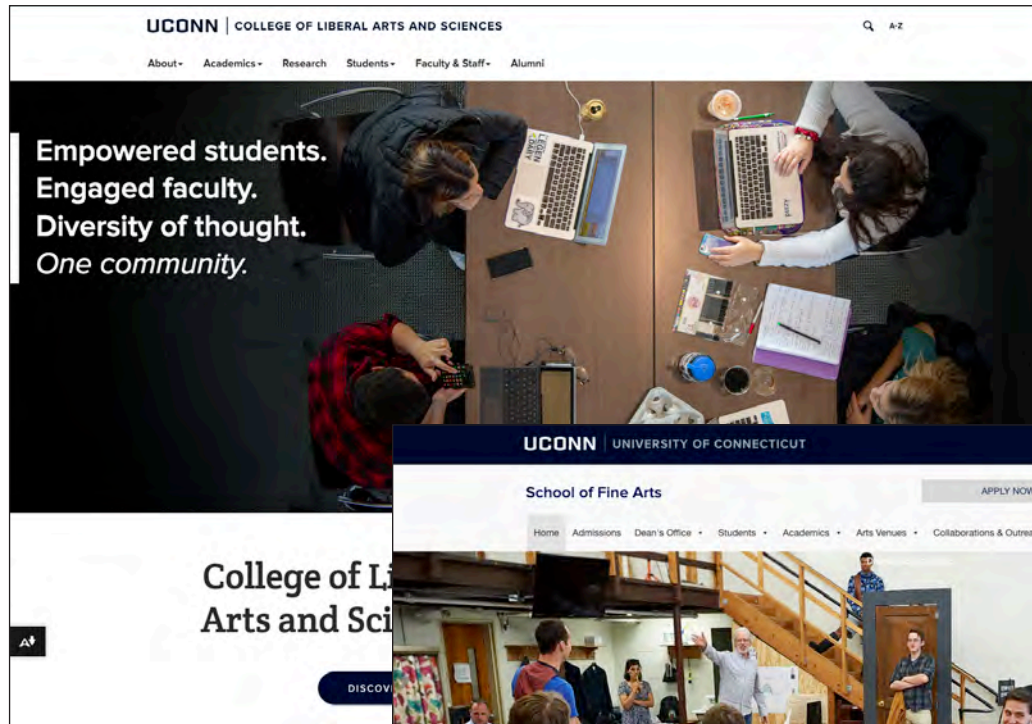 UCONN | COLLEGE OF LIBERAL ARTS AND SCIENCES
A-Z
About Academics Research Students Faculty & Staff Alumni
Empowered students.
Engaged faculty.
Diversity of thought.
One community.
LEGEN
DARY
UCONN | UNIVERSITY OF CONNECTICUT
School of Fine Arts
APPLY NOW
Home Admissions Dean's Office Students Academics Arts Venues Collaborations & Outrea
College of Li
Arts and Sci
A
DISCOV